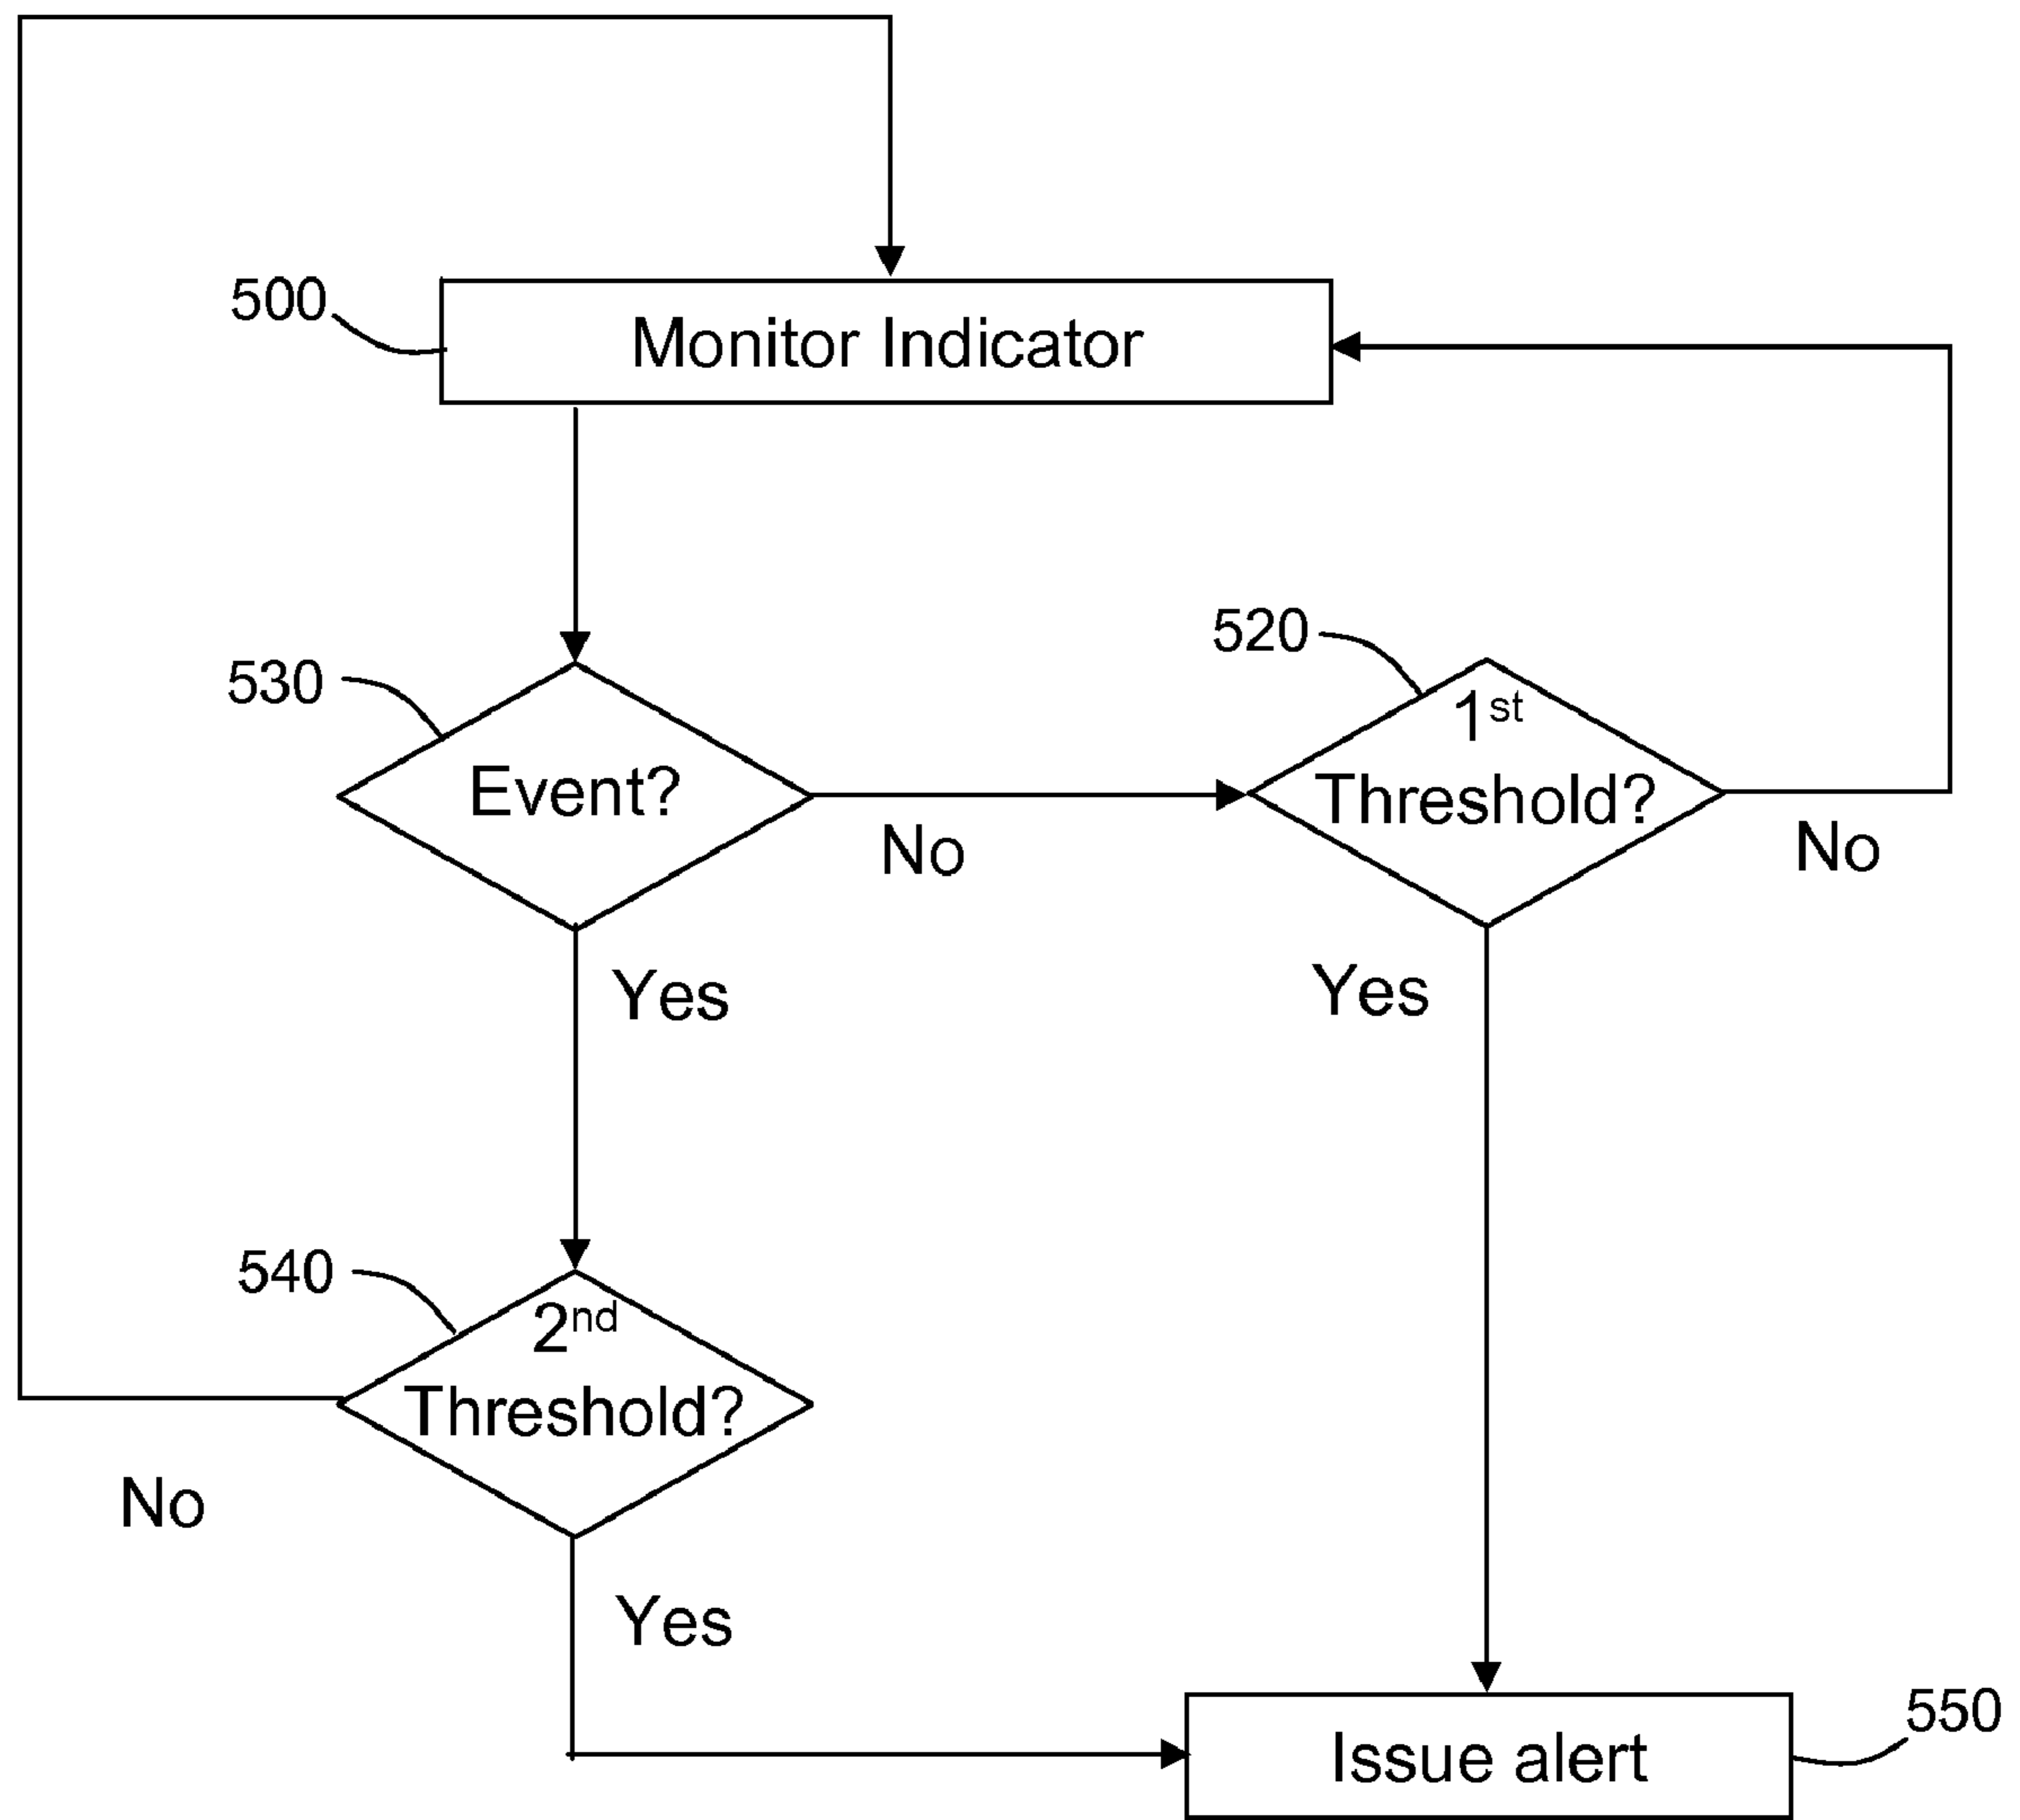 500
Monitor Indicator
520
530
1st
Event?
Threshold?
No
No
Yes
Yes
540
2nd
Threshold?
No
Yes
550
Issue alert